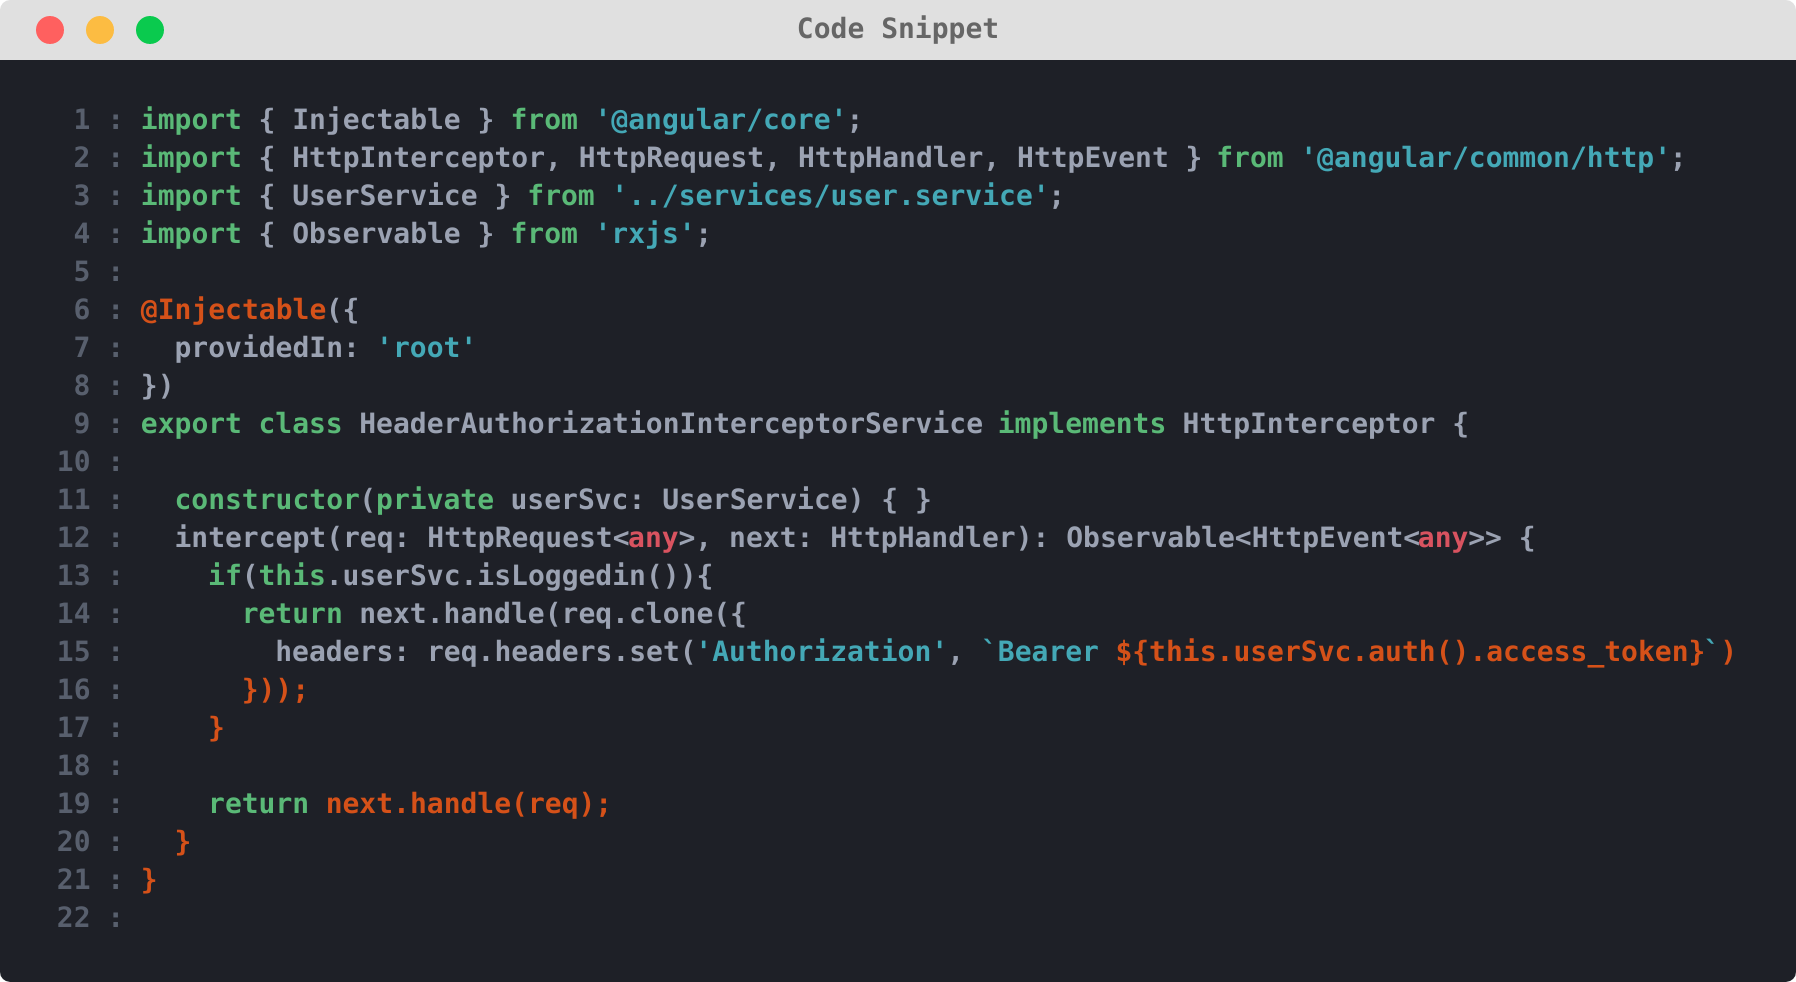 Code Snippet
1 : import { Injectable } from '@angular/core';
2 : import { HttpInterceptor, HttpRequest, HttpHandler, HttpEvent } from '@angular/common/http';
3 : import { UserService } from '../services/user.service';
4 : import { Observable } from 'rxjs';
5 :
6 : @Injectable({
7 :   providedIn: 'root'
8 : })
9 : export class HeaderAuthorizationInterceptorService implements HttpInterceptor {
10 :
11 :   constructor(private userSvc: UserService) { }
12 :   intercept(req: HttpRequest<any>, next: HttpHandler): Observable<HttpEvent<any>> {
13 :     if(this.userSvc.isLoggedin()){
14 :       return next.handle(req.clone({
15 :         headers: req.headers.set('Authorization', `Bearer ${this.userSvc.auth().access_token}`)
16 :       }));
17 :     }
18 :
19 :     return next.handle(req);
20 :   }
21 : }
22 :